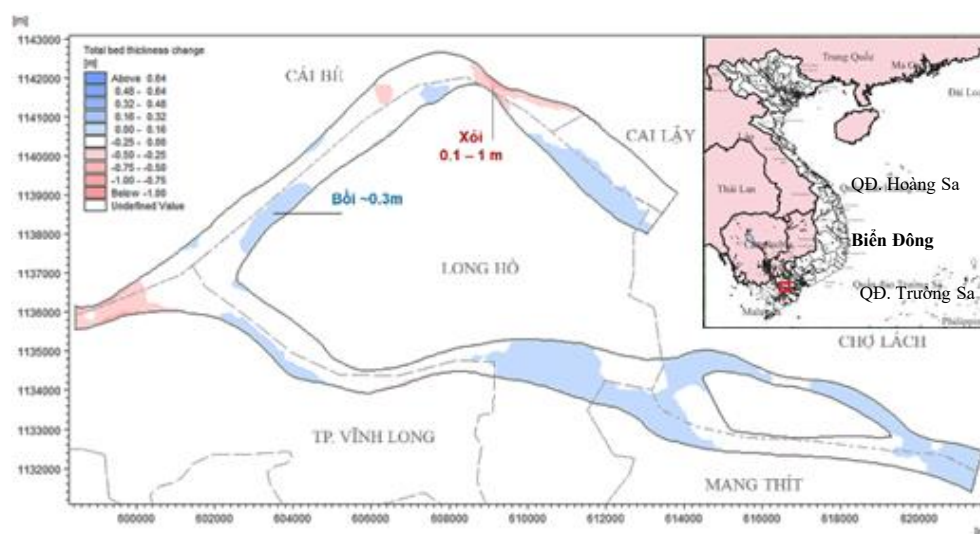 [m]
1143000
1142000
1141000
1140000
1139000
1138000
1137000
1136000
1135000
1134000
1133000
1132000
Total bed thickness change
[m]
Above 0.64
0.48 - 0.64
0.32 - 0.48
0.16 - 0.32
0.00 - 0.16
-0.25 - 0.00
-0.50 - -0.25
-0.75 - -0.50
-1.00 - -0.75
Below -1.00
Undefined Value
CÁI BÈ
Xói
0.1 – 1 m
CAI LẬY
Bồi ~0.3m
LONG HỒ
TP. VĨNH LONG
CHỢ LÁCH
MANG THÍT
Trung Quốc
Lào
Thái Lan
QĐ. Hoàng Sa
Biển Đông
QĐ. Trường Sa
600000 602000 604000 606000 608000 610000 612000 614000 616000 618000 620000